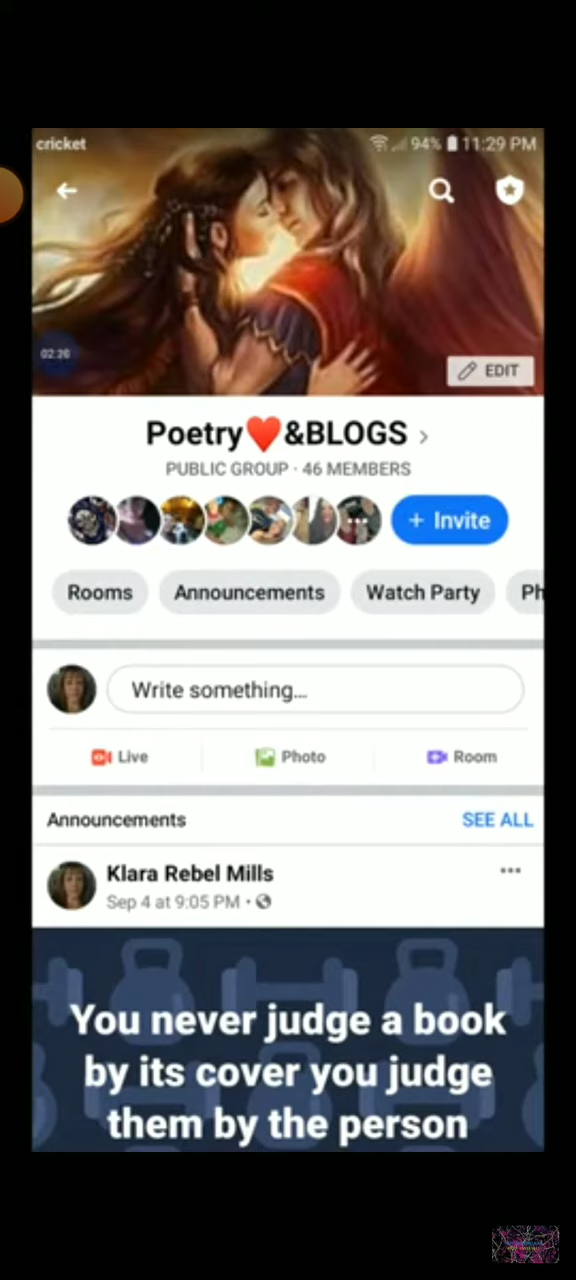 cricket 94% 11:29 PM
02:20
EDIT
Poetry❤️&BLOGS >
PUBLIC GROUP · 46 MEMBERS
+ Invite
Rooms Announcements Watch Party Ph
Write something...
Live Photo Room
Announcements SEE ALL
Klara Rebel Mills
Sep 4 at 9:05 PM ·
You never judge a book
by its cover you judge
them by the person